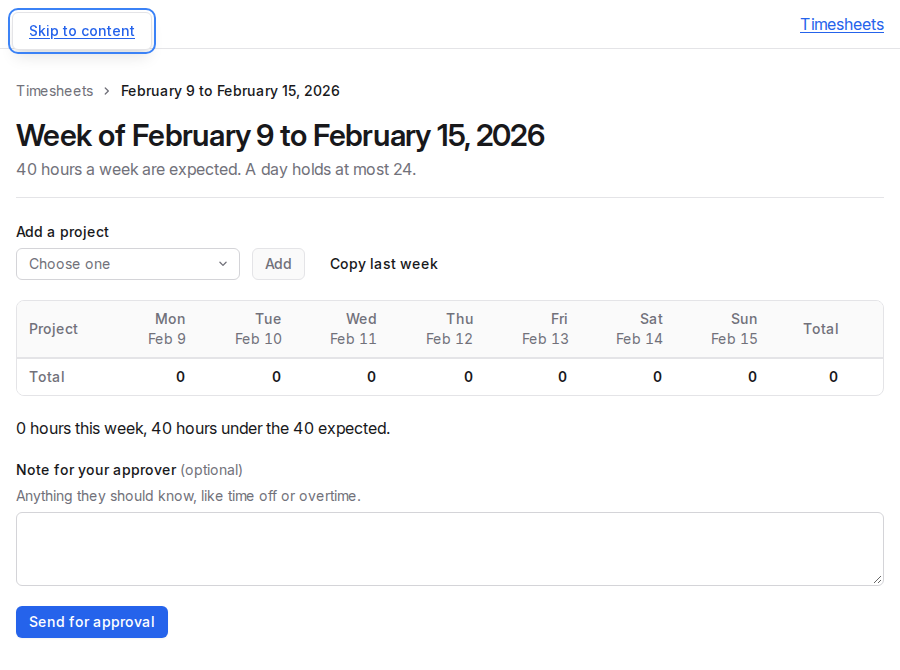 Skip to content
Timesheets
Timesheets > February 9 to February 15, 2026
Week of February 9 to February 15, 2026
40 hours a week are expected. A day holds at most 24.
Add a project
Choose one Add Copy last week
Project Mon Feb 9 Tue Feb 10 Wed Feb 11 Thu Feb 12 Fri Feb 13 Sat Feb 14 Sun Feb 15 Total
Total 0 0 0 0 0 0 0 0
0 hours this week, 40 hours under the 40 expected.
Note for your approver (optional)
Anything they should know, like time off or overtime.
Send for approval